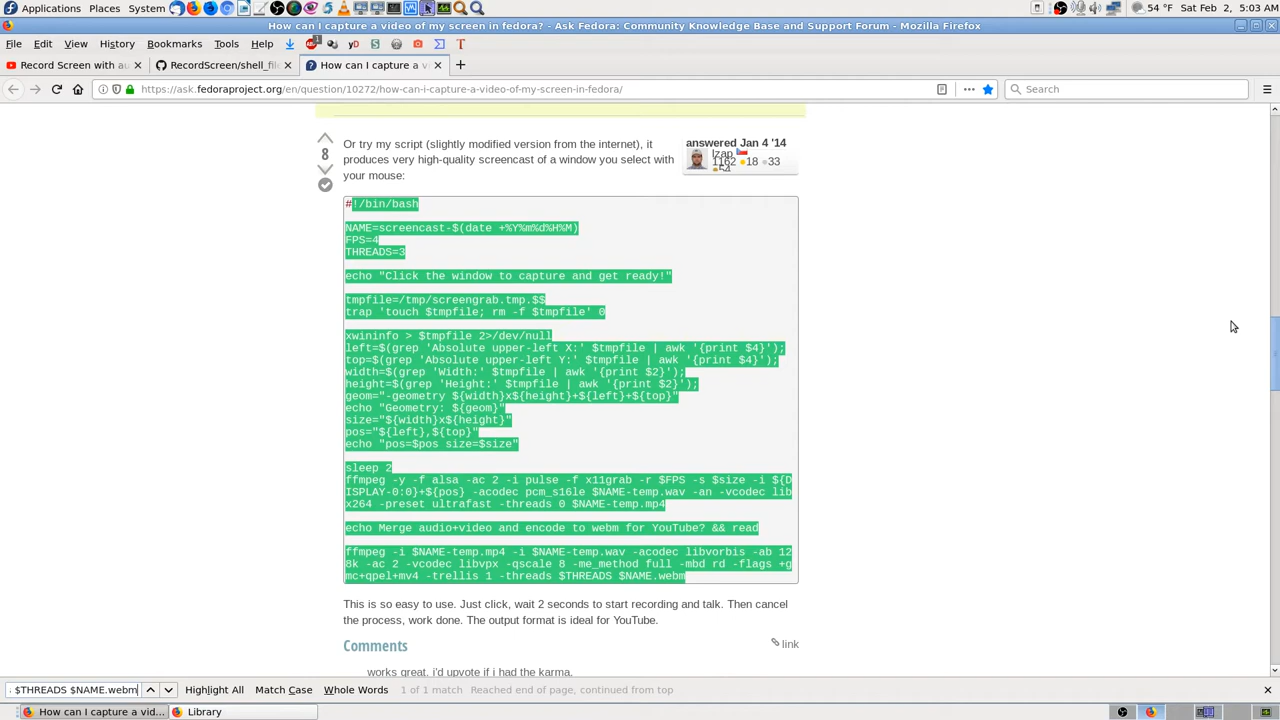 Applications Places System 54 °F Sat Feb 2, 5:03 AM
How can I capture a video of my screen in fedora? - Ask Fedora: Community Knowledge Base and Support Forum - Mozilla Firefox
File Edit View History Bookmarks Tools Help
Record Screen with au RecordScreen/shell_fil How can I capture a vi
https://ask.fedoraproject.org/en/question/10272/how-can-i-capture-a-video-of-my-screen-in-fedora/ Search
8
Or try my script (slightly modified version from the internet), it
produces very high-quality screencast of a window you select with
your mouse:
answered Jan 4 '14
lzap
1162 18 33
54
#!/bin/bash
NAME=screencast-$(date +%Y%m%d%H%M)
FPS=4
THREADS=3
echo "Click the window to capture and get ready!"
tmpfile=/tmp/screengrab.tmp.$$
trap 'touch $tmpfile; rm -f $tmpfile' 0
xwininfo > $tmpfile 2>/dev/null
left=$(grep 'Absolute upper-left X:' $tmpfile | awk '{print $4}');
top=$(grep 'Absolute upper-left Y:' $tmpfile | awk '{print $4}');
width=$(grep 'Width:' $tmpfile | awk '{print $2}');
height=$(grep 'Height:' $tmpfile | awk '{print $2}');
geom="-geometry ${width}x${height}+${left}+${top}"
echo "Geometry: ${geom}"
size="${width}x${height}"
pos="${left},${top}"
echo "pos=$pos size=$size"
sleep 2
ffmpeg -y -f alsa -ac 2 -i pulse -f x11grab -r $FPS -s $size -i ${D
ISPLAY-0:0}+${pos} -acodec pcm_s16le $NAME-temp.wav -an -vcodec lib
x264 -preset ultrafast -threads 0 $NAME-temp.mp4
echo Merge audio+video and encode to webm for YouTube? && read
ffmpeg -i $NAME-temp.mp4 -i $NAME-temp.wav -acodec libvorbis -ab 12
8k -ac 2 -vcodec libvpx -qscale 8 -me_method full -mbd rd -flags +g
mc+qpel+mv4 -trellis 1 -threads $THREADS $NAME.webm
This is so easy to use. Just click, wait 2 seconds to start recording and talk. Then cancel
the process, work done. The output format is ideal for YouTube.
Comments
link
works great. i'd upvote if i had the karma.
$THREADS $NAME.webm Highlight All Match Case Whole Words 1 of 1 match Reached end of page, continued from top
How can I capture a vid... Library